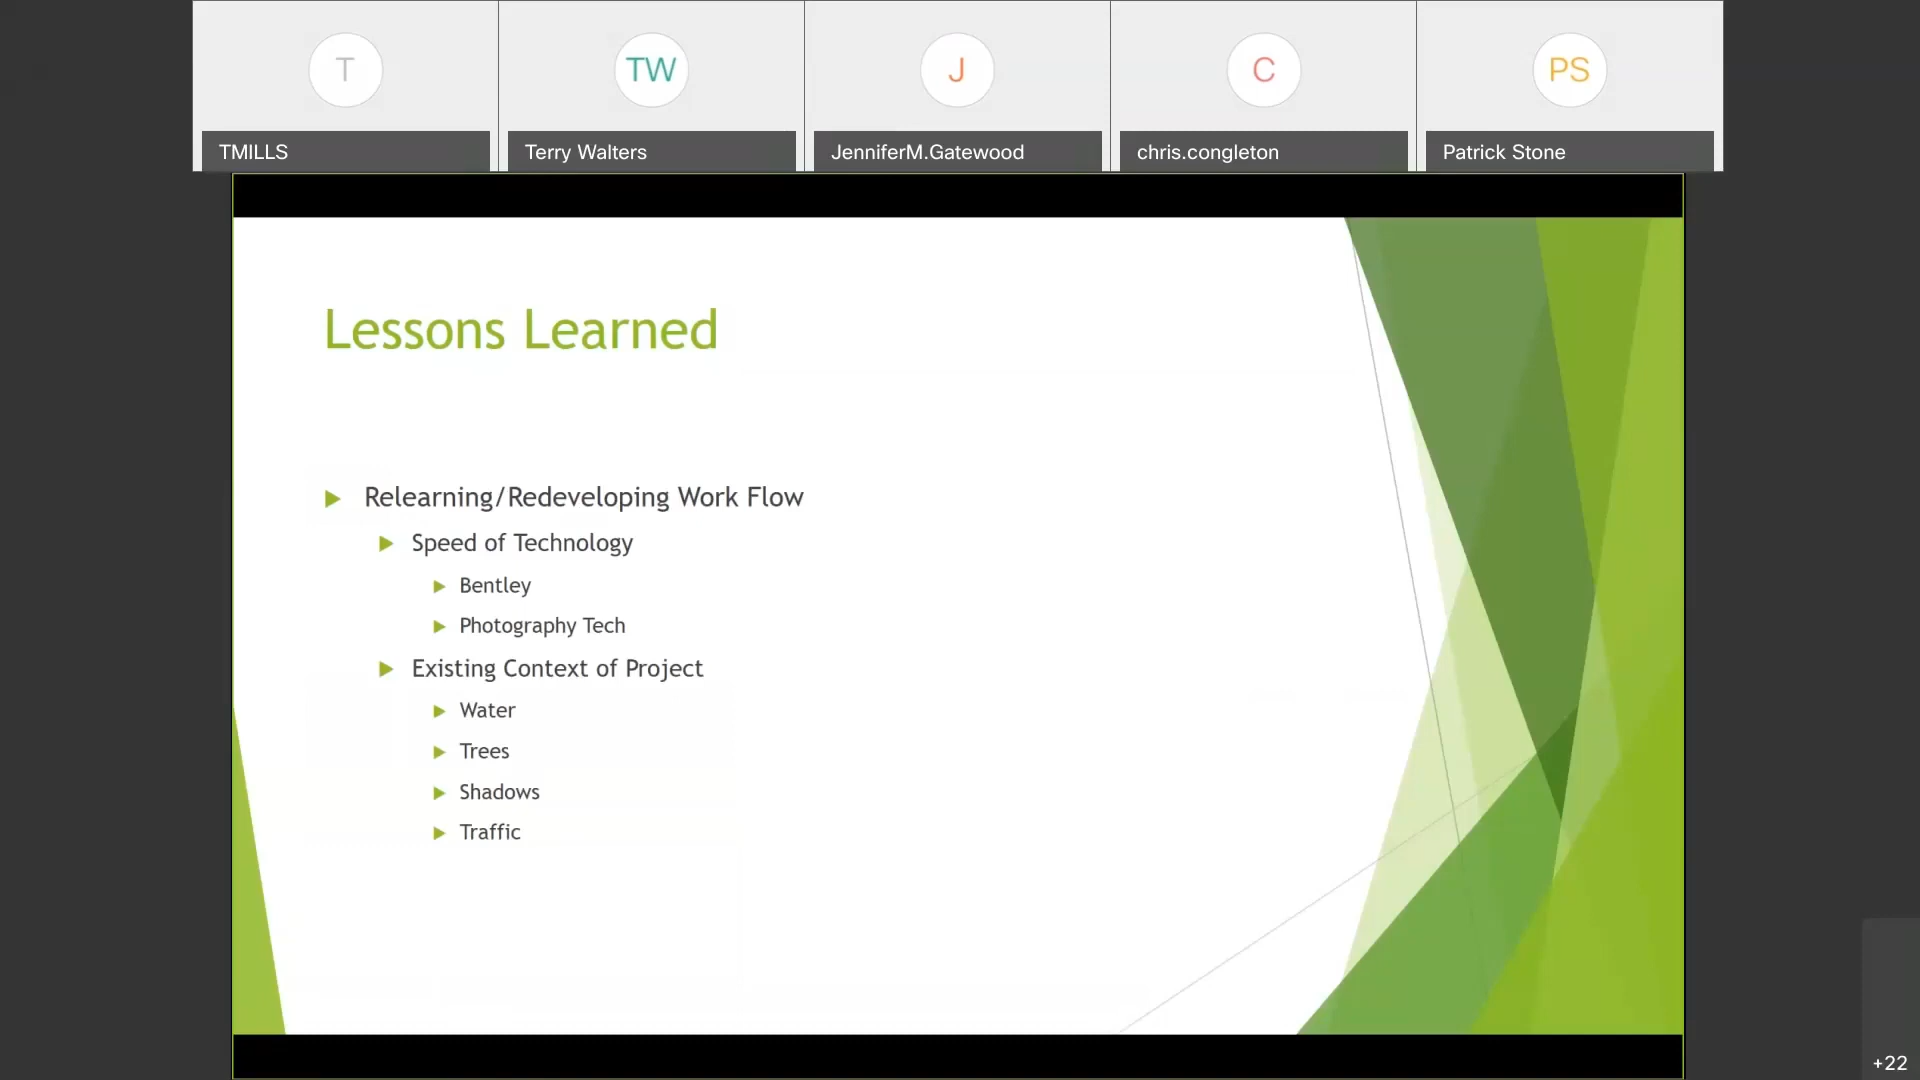 T
TW
J
C
PS
TMILLS
Terry Walters
JenniferM.Gatewood
chris.congleton
Patrick Stone
Lessons Learned
Relearning/Redeveloping Work Flow
Speed of Technology
Bentley
Photography Tech
Existing Context of Project
Water
Trees
Shadows
Traffic
+22